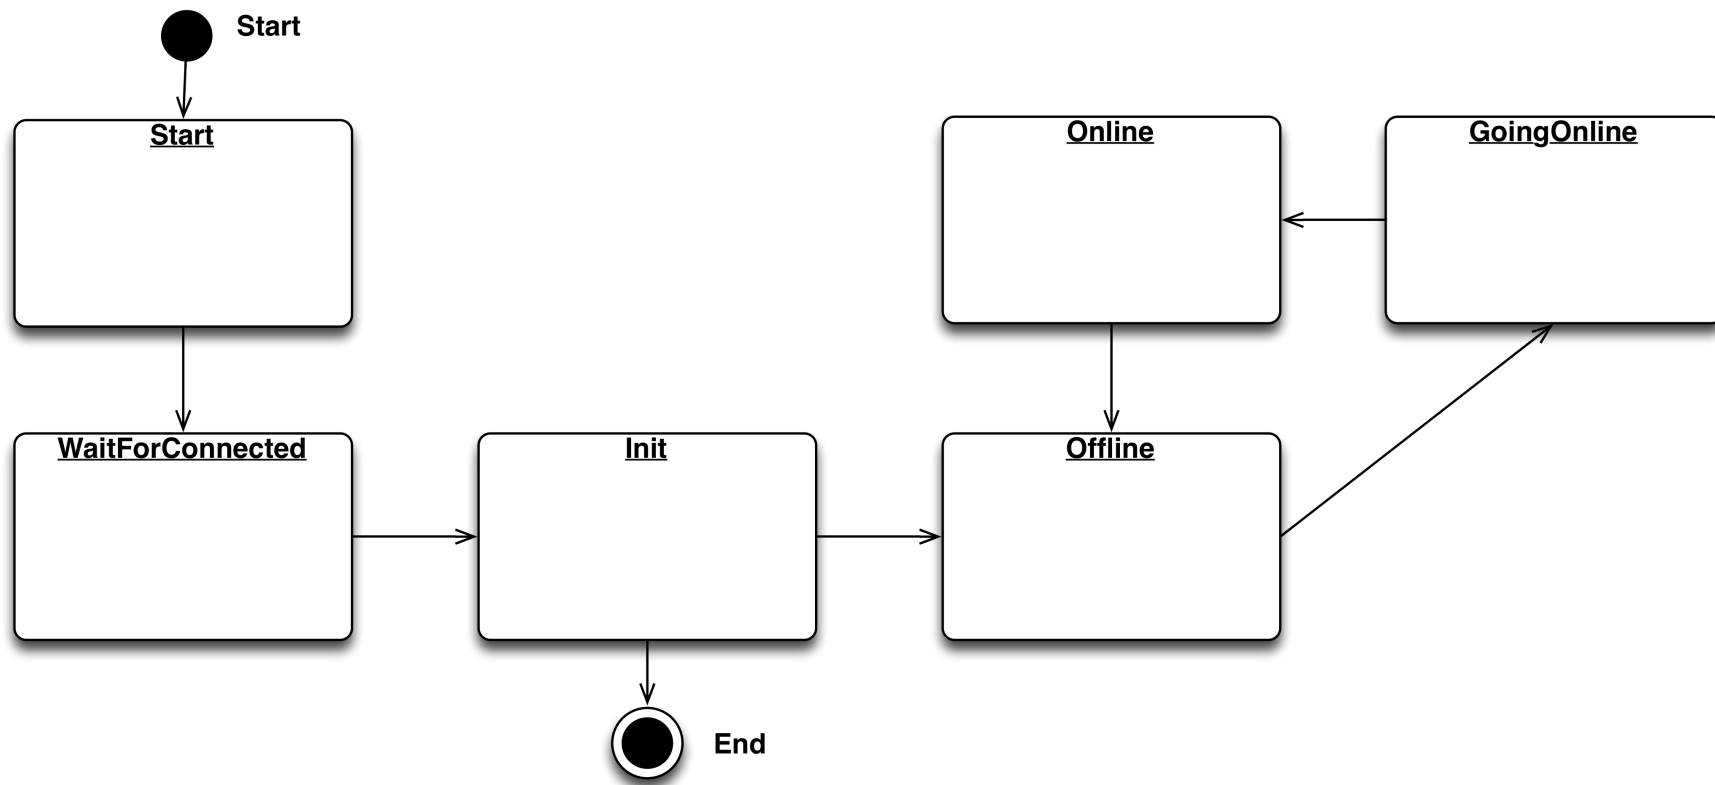 Start
Start
Online
GoingOnline
WaitForConnected
Init
Offline
End